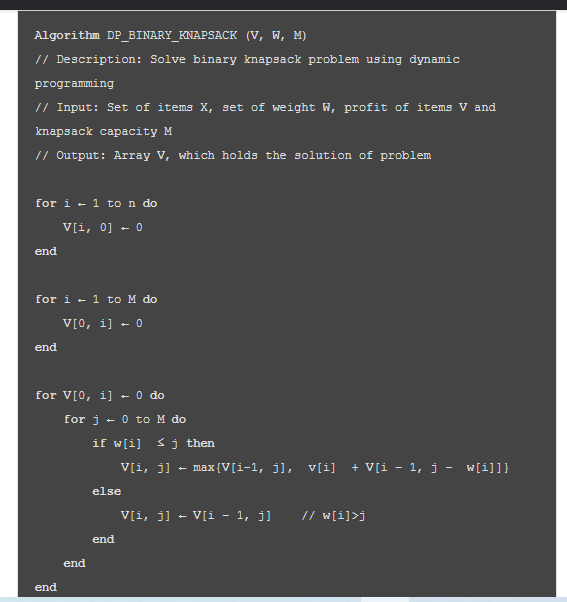 Algorithm DP_BINARY_KNAPSACK (V, W, M)
// Description: Solve binary knapsack problem using dynamic
programming
// Input: Set of items X, set of weight W, profit of items V and
knapsack capacity M
// Output: Array V, which holds the solution of problem
for i ← 1 to n do
V[i, 0] ← 0
end
for i ← 1 to M do
V[0, i] ← 0
end
for V[0, i] ← 0 do
for j ← 0 to M do
if w[i] ≤ j then
V[i, j] ← max{V[i-1, j], v[i] + V[i – 1, j – w[i]]}
else
V[i, j] ← V[i – 1, j] // w[i]>j
end
end
end